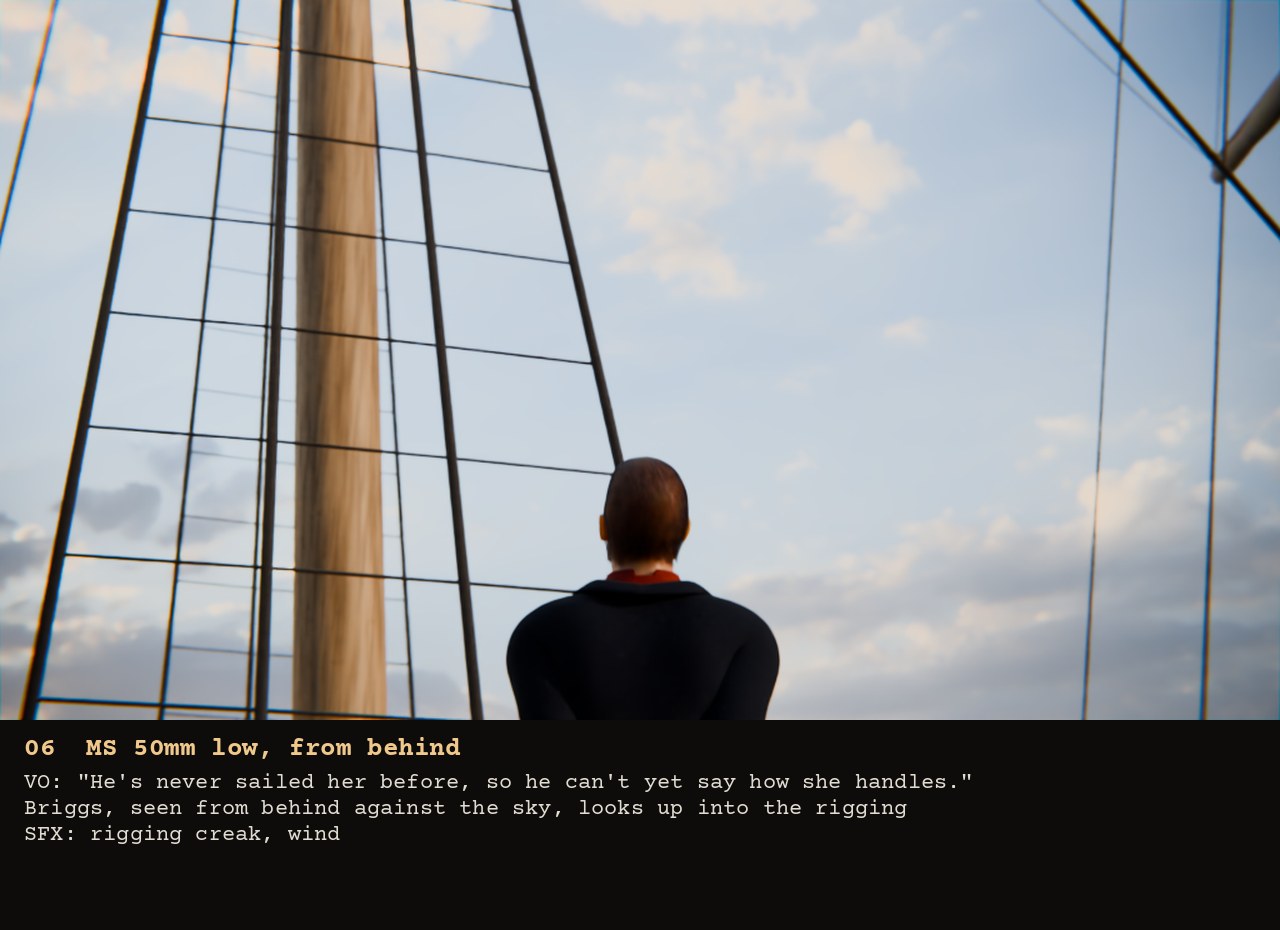 06  MS 50mm low, from behind
VO: "He's never sailed her before, so he can't yet say how she handles."
Briggs, seen from behind against the sky, looks up into the rigging
SFX: rigging creak, wind